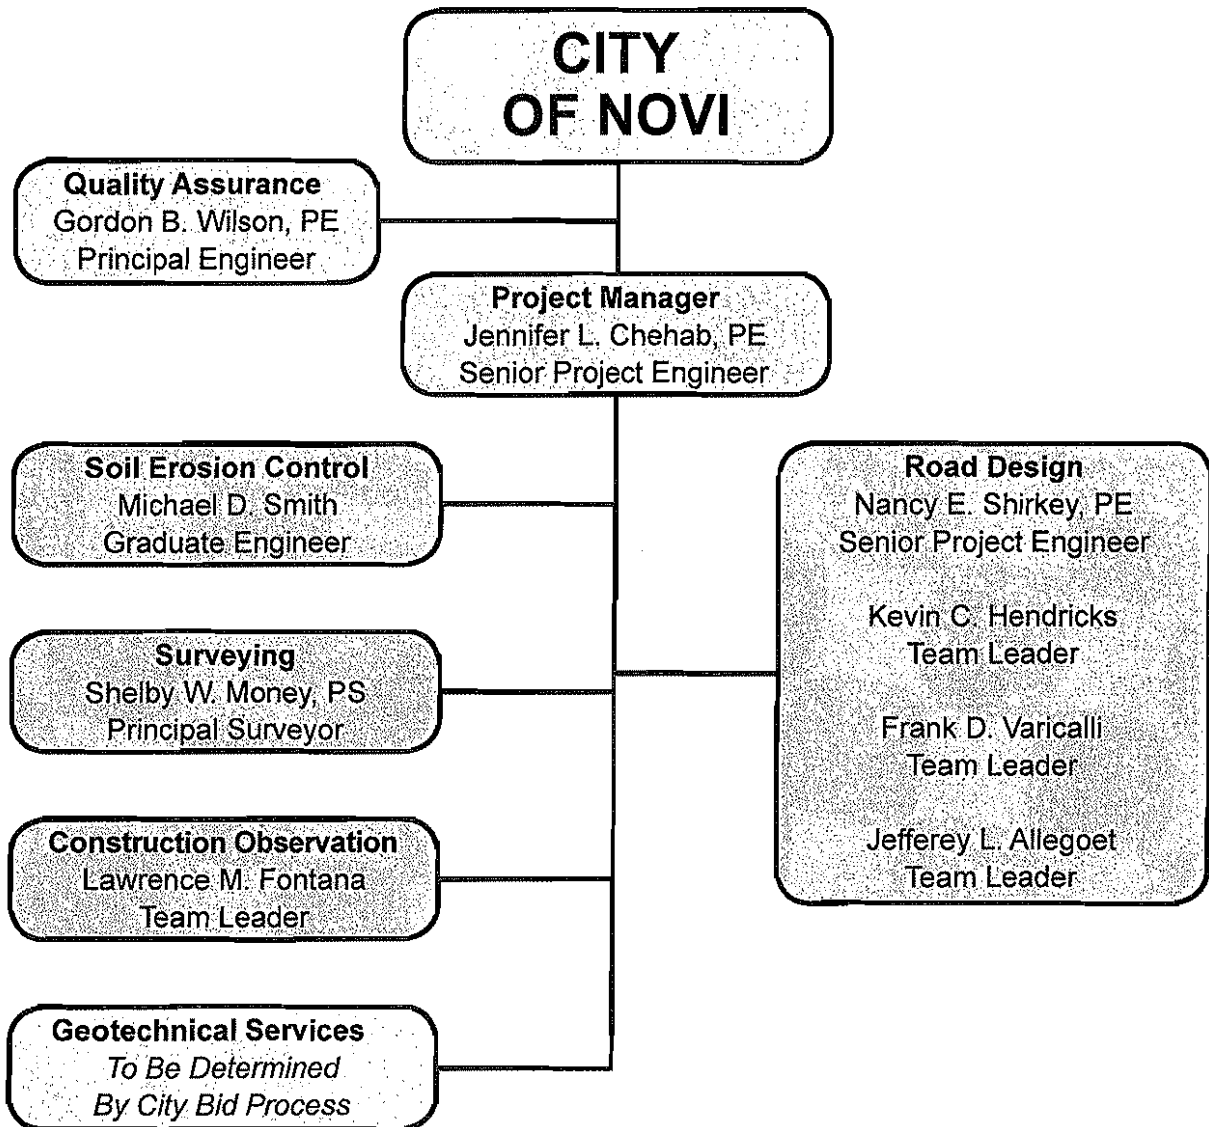 CITY
OF NOVI
Quality Assurance
Gordon B. Wilson, PE
Principal Engineer
Project Manager
Jennifer L. Chehab, PE
Senior Project Engineer
Soil Erosion Control
Michael D. Smith
Graduate Engineer
Surveying
Shelby W. Money, PS
Principal Surveyor
Construction Observation
Lawrence M. Fontana
Team Leader
Geotechnical Services
To Be Determined
By City Bid Process
Road Design
Nancy E. Shirkey, PE
Senior Project Engineer
Kevin C. Hendricks
Team Leader
Frank D. Varicalli
Team Leader
Jefferey L. Allegoet
Team Leader